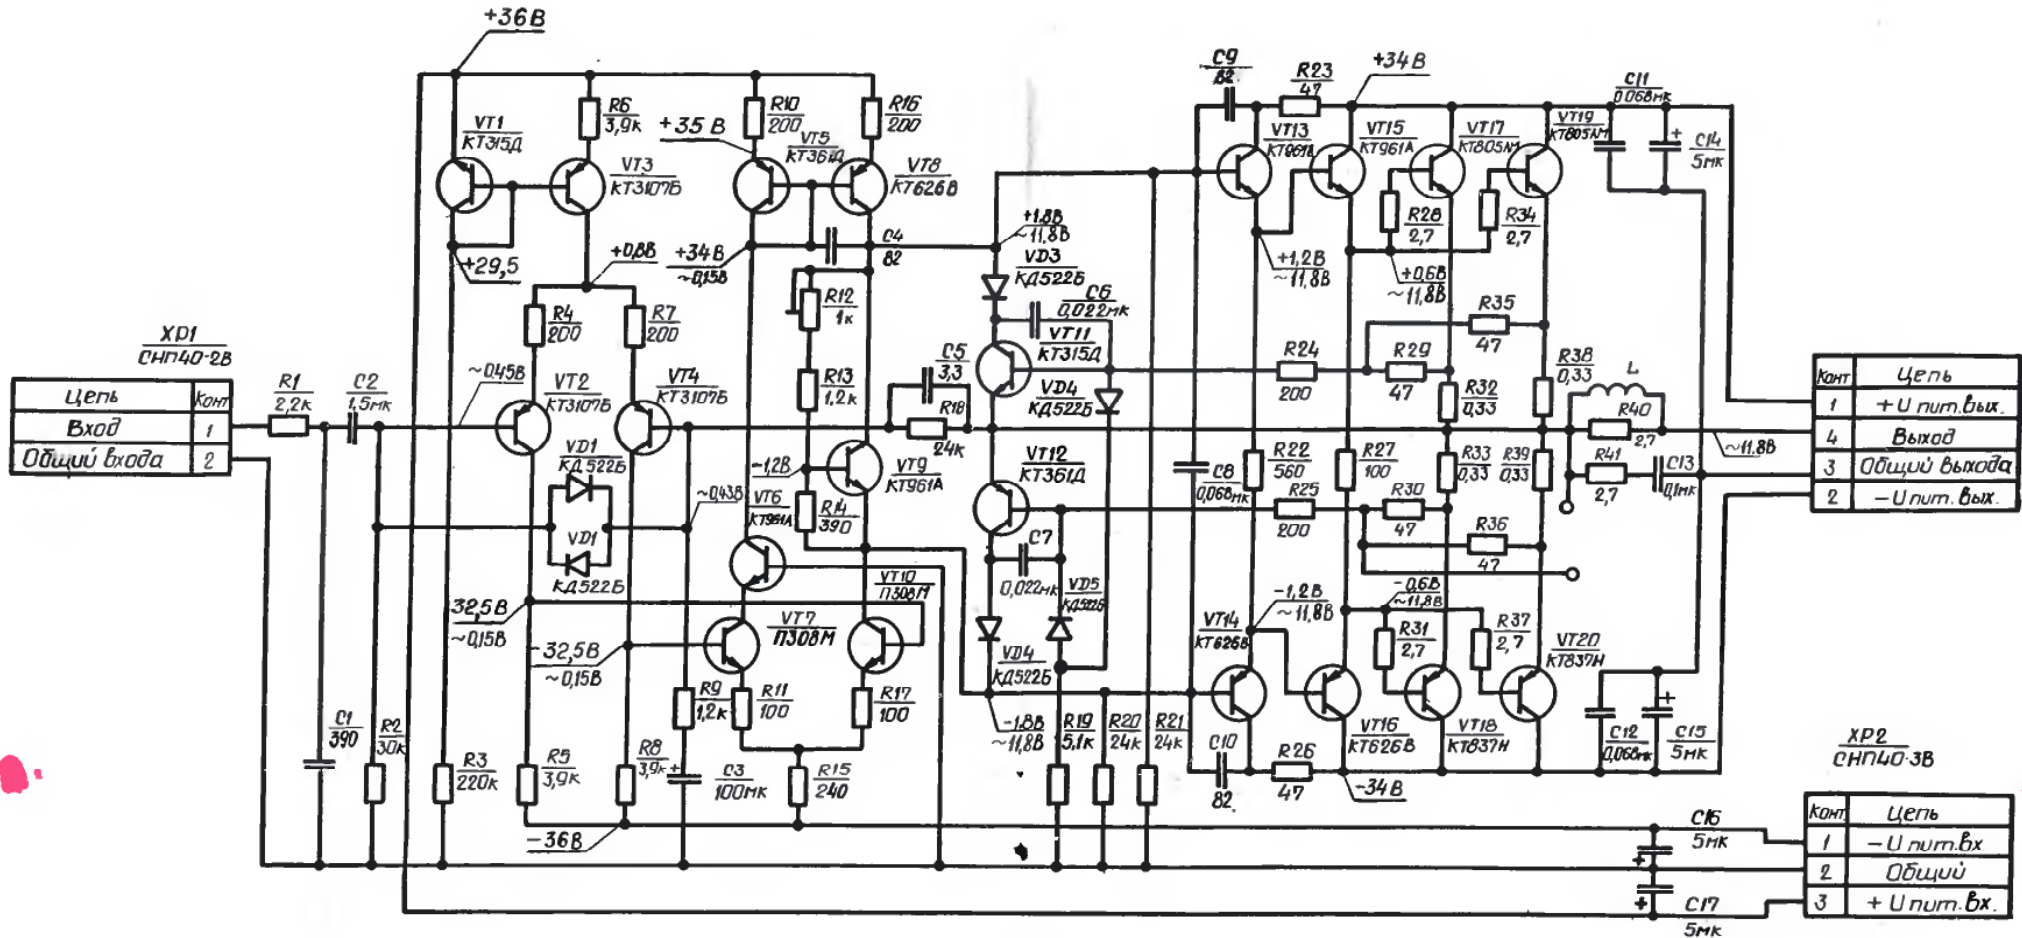 +36В
C9
82
R23
47
+34В
C11
0,068мк
R6
3,9к
R10
200
R16
200
VT1
КТ315Д
+35 В
VT5
КТ361Д
VT13
КТ961А
VT15
КТ961А
VT17
КТ805АМ
VT19
КТ805АМ
C14
5мк
VT3
КТ3107Б
VT8
КТ626В
R28
2,7
R34
2,7
+29,5
+0,8В
+34В
~0,15В
C4
82
+1,8В
~11,8В
VD3
КД522Б
+1,2В
~11,8В
+0,6В
~11,8В
R4
200
R7
200
R12
1к
C6
0,022мк
VT11
КТ315Д
R35
47
XP1
СНП40-2В
Цепь
Конт
Вход
1
Общий входа
2
R1
2,2к
C2
1,5мк
~0,45В
VT2
КТ3107Б
VT4
КТ3107Б
R13
1,2к
C5
3,3
R18
24к
VD4
КД522Б
R24
200
R29
47
R32
0,33
R38
0,33
L
R40
2,7
~11,8В
Конт
Цепь
1
+ U пит.вых.
4
Выход
3
Общий выхода
2
- U пит. вых.
VD1
КД522Б
VD1
КД522Б
~0,43В
-1,2В
VT6
КТ961А
VT9
КТ961А
R14
390
VT12
КТ361Д
C8
0,068мк
R22
560
R27
100
R33
0,33
R39
0,33
R41
2,7
C13
0,1мк
R25
200
R30
47
R36
47
C7
0,022мк
VD5
КД522Б
VT10
П308М
VT7
П308М
32,5В
~0,15В
-32,5В
~0,15В
VD4
КД522Б
-1,8В
~11,8В
VT14
КТ626В
-1,2В
~11,8В
-0,6В
~11,8В
R31
2,7
R37
2,7
VT20
КТ837Н
VT16
КТ626В
VT18
КТ837Н
C1
390
R2
30к
R3
220к
R5
3,9к
R8
3,9к
R9
1,2к
R11
100
R17
100
C3
100мк
R15
240
R19
5,1к
R20
24к
R21
24к
C10
82
R26
47
-34В
C12
0,068мк
C15
5мк
-36В
C16
5мк
C17
5мк
XP2
СНП40-3В
Конт
Цепь
1
- U пит.вх
2
Общий
3
+ U пит. вх.